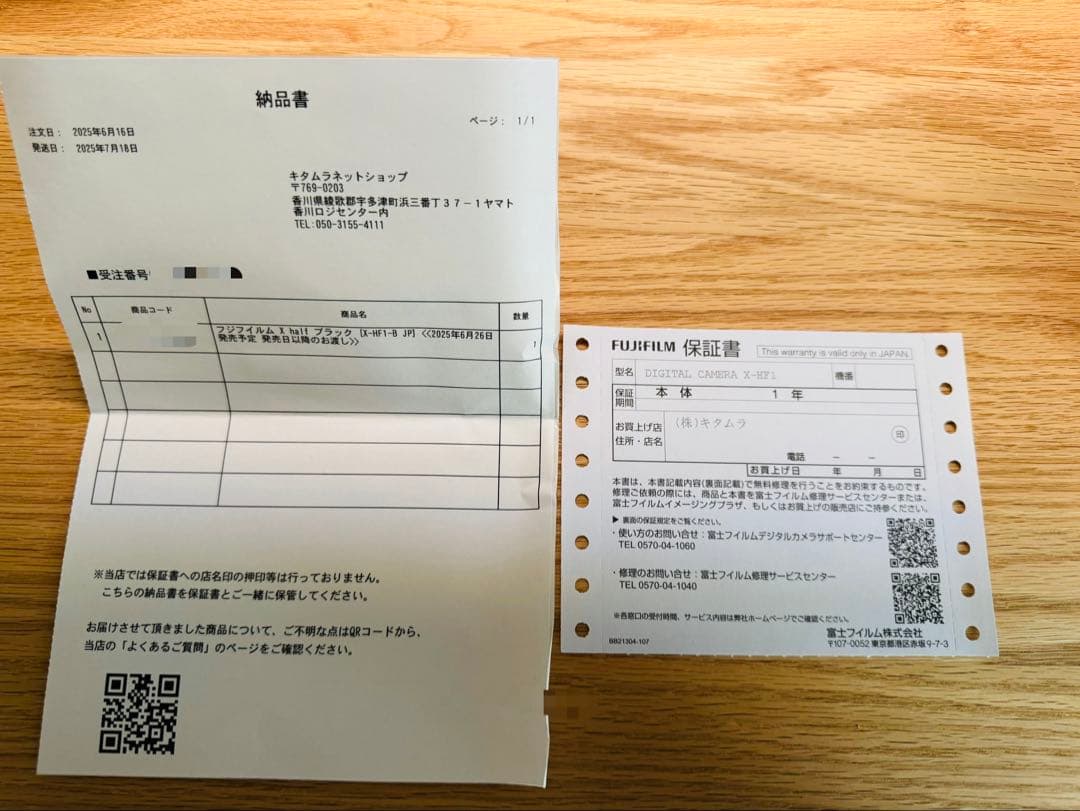 納品書
ページ： 1/1
注文日： 2025年6月16日
発送日： 2025年7月18日
キタムラネットショップ
〒769-0203
香川県綾歌郡宇多津町浜三番丁３７－１ヤマト
香川ロジセンター内
TEL:050-3155-4111
■受注番号
No 商品コード 商品名 数量
1 フジフイルム X half ブラック [X-HF1-B JP] <<2025年6月26日
発売予定 発売日以降のお渡し>> 1
※当店では保証書への店名印の押印等は行っておりません。
こちらの納品書を保証書とご一緒に保管してください。
お届けさせて頂きました商品について、ご不明な点はQRコードから、
当店の「よくあるご質問」のページをご確認ください。
FUJIFILM 保証書 This warranty is valid only in JAPAN.
型名 DIGITAL CAMERA X-HF1 機番
保証期間 本体 1年
お買上げ店 (株)キタムラ
住所・店名 印
電話 － －
お買上げ日 年 月 日
本書は、本書記載内容(裏面記載)で無料修理を行うことをお約束するものです。
修理ご依頼の際には、商品と本書を富士フイルム修理サービスセンターまたは、
富士フイルムイメージングプラザ、もしくはお買上げの販売店にご持参ください。
▶ 裏面の保証規定をご覧ください。
・使い方のお問い合せ：富士フイルムデジタルカメラサポートセンター
TEL 0570-04-1060
・修理のお問い合せ：富士フイルム修理サービスセンター
TEL 0570-04-1040
※各窓口の受付時間、サービス内容は弊社ホームページでご確認ください。
BB21304-107
富士フイルム株式会社
〒107-0052 東京都港区赤坂9-7-3